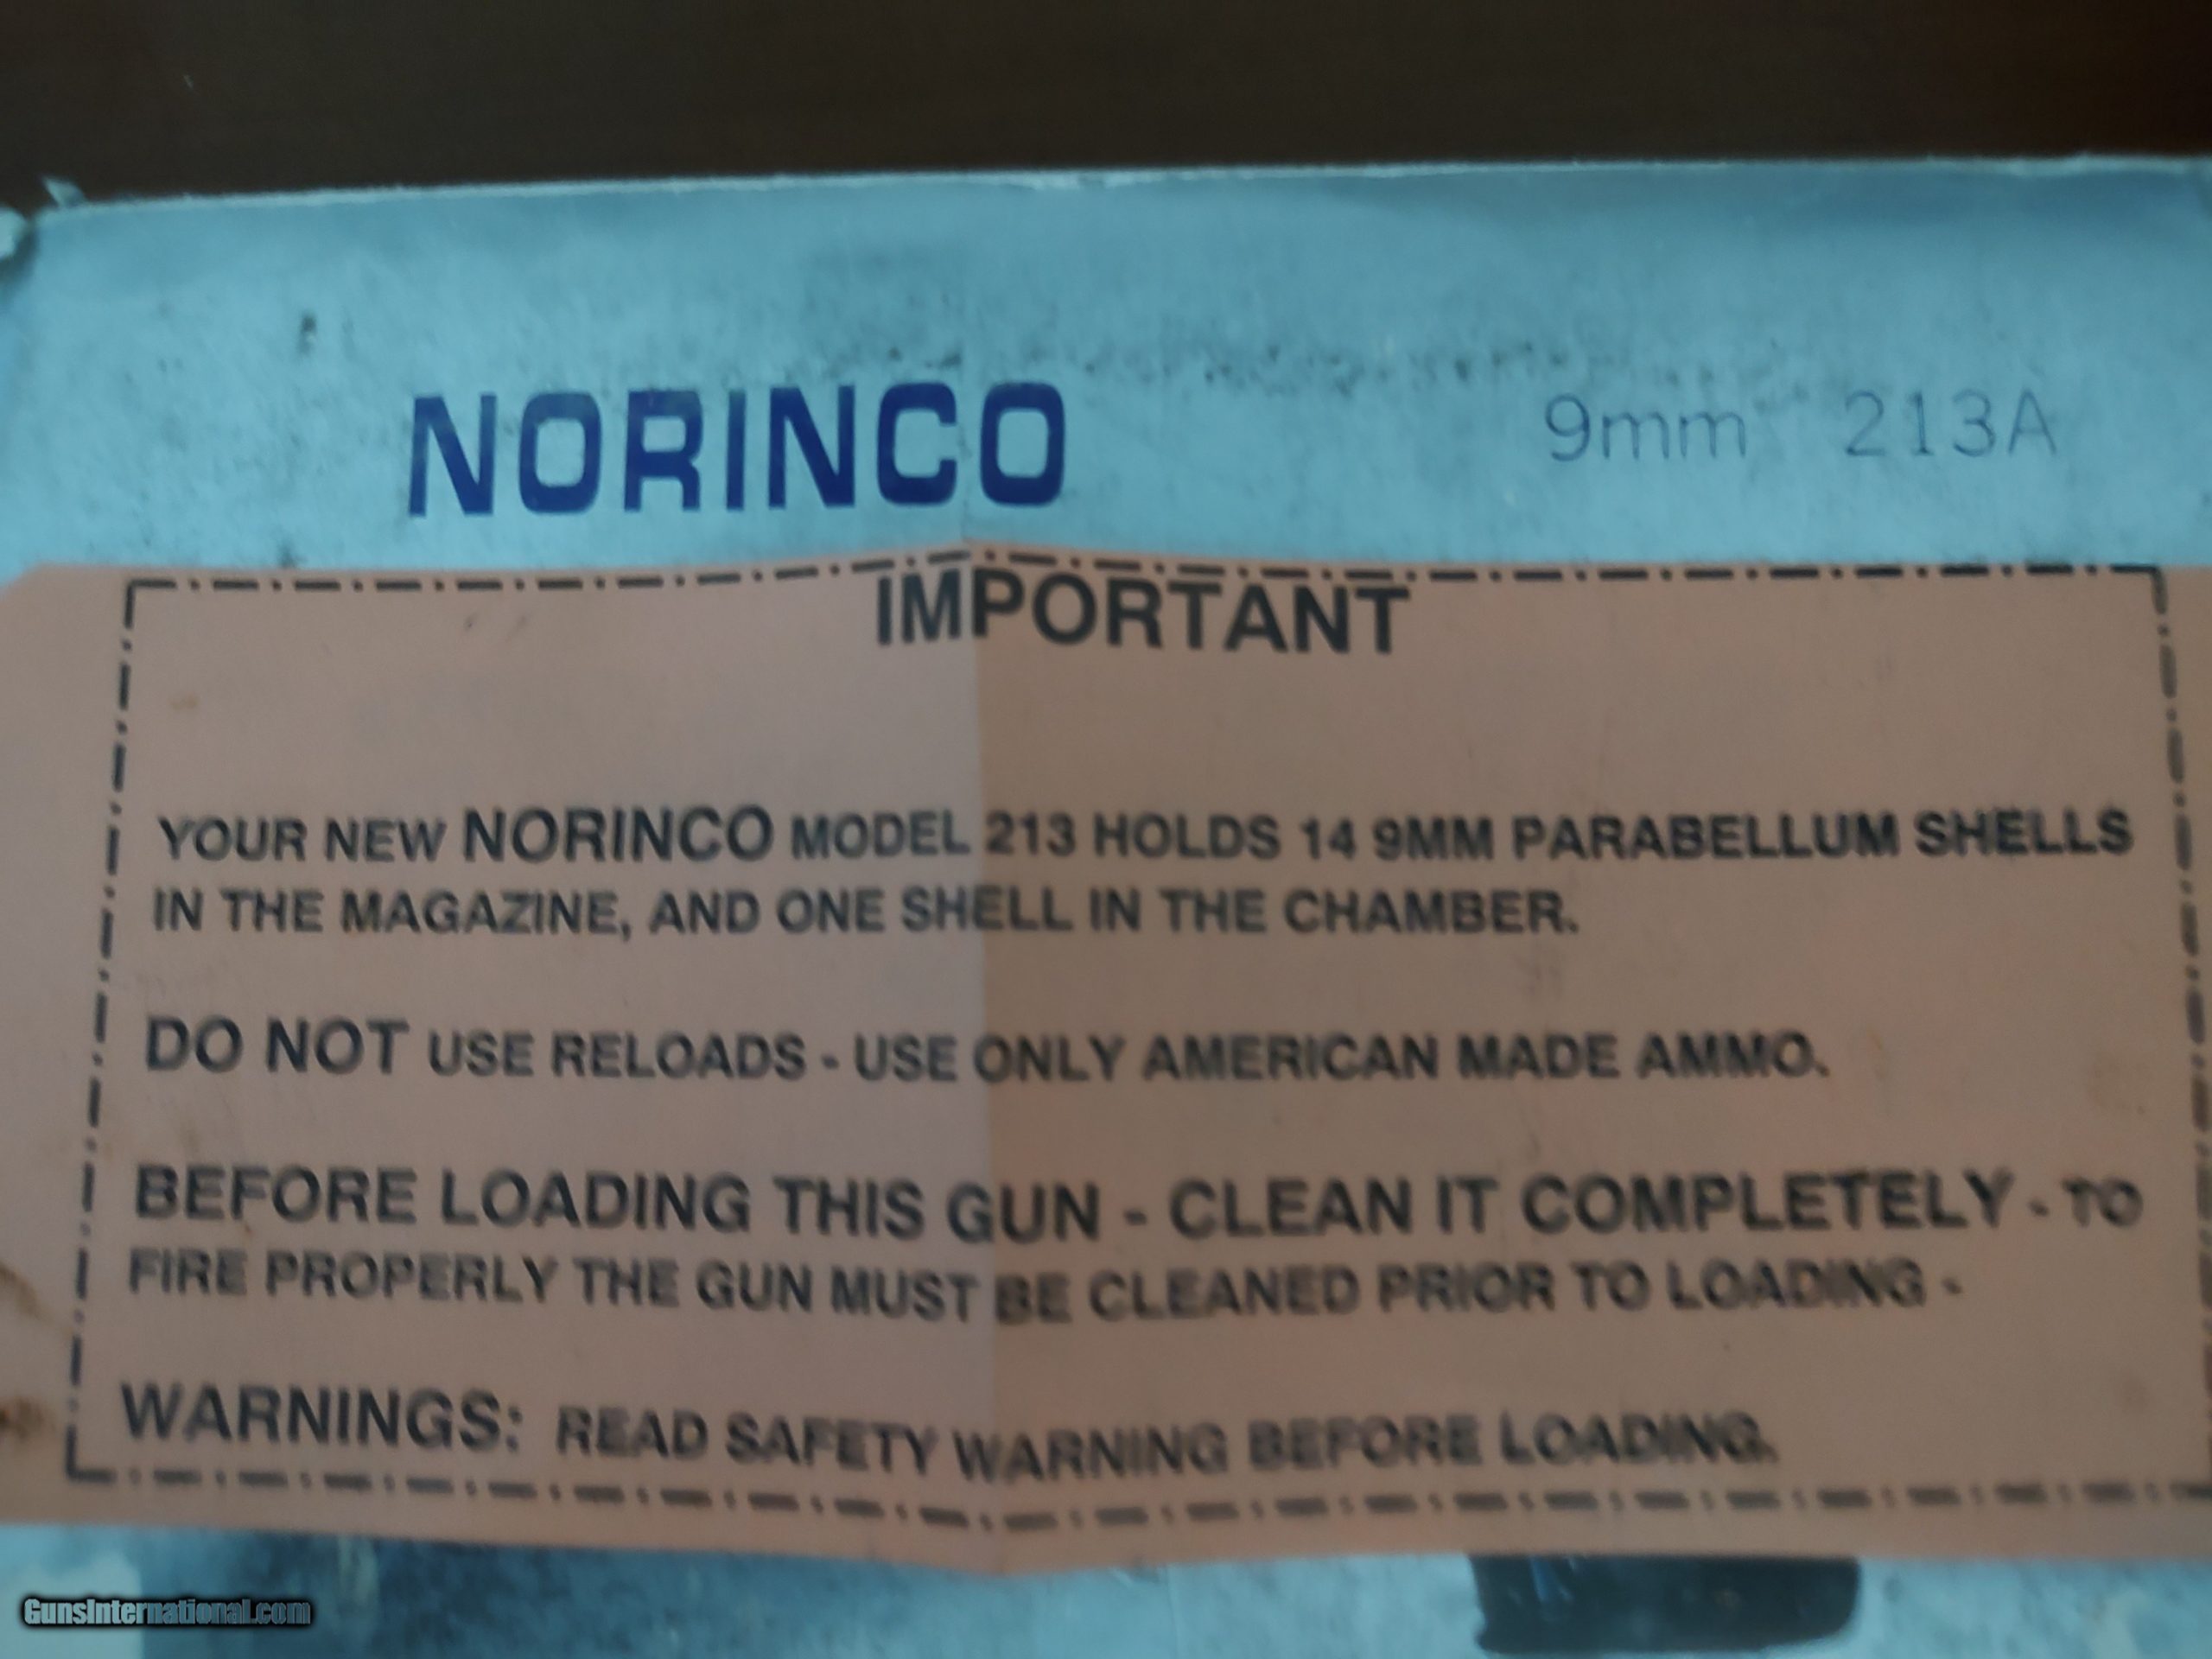 NORINCO 9mm 213A
IMPORTANT
YOUR NEW NORINCO MODEL 213 HOLDS 14 9MM PARABELLUM SHELLS
IN THE MAGAZINE, AND ONE SHELL IN THE CHAMBER.
DO NOT USE RELOADS - USE ONLY AMERICAN MADE AMMO.
BEFORE LOADING THIS GUN - CLEAN IT COMPLETELY - TO
FIRE PROPERLY THE GUN MUST BE CLEANED PRIOR TO LOADING -
WARNINGS: READ SAFETY WARNING BEFORE LOADING.
GunsInternational.com